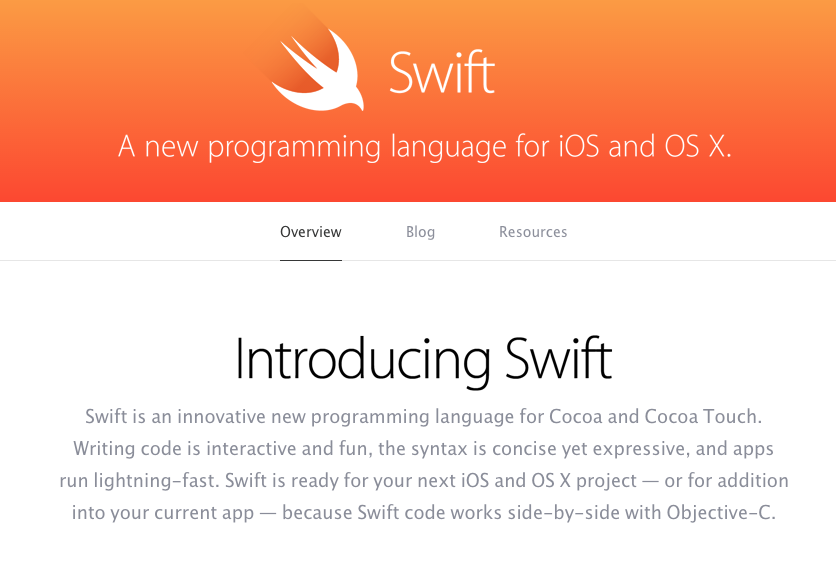 Swift
A new programming language for iOS and OS X.
Overview Blog Resources
Introducing Swift
Swift is an innovative new programming language for Cocoa and Cocoa Touch.
Writing code is interactive and fun, the syntax is concise yet expressive, and apps
run lightning-fast. Swift is ready for your next iOS and OS X project — or for addition
into your current app — because Swift code works side-by-side with Objective-C.